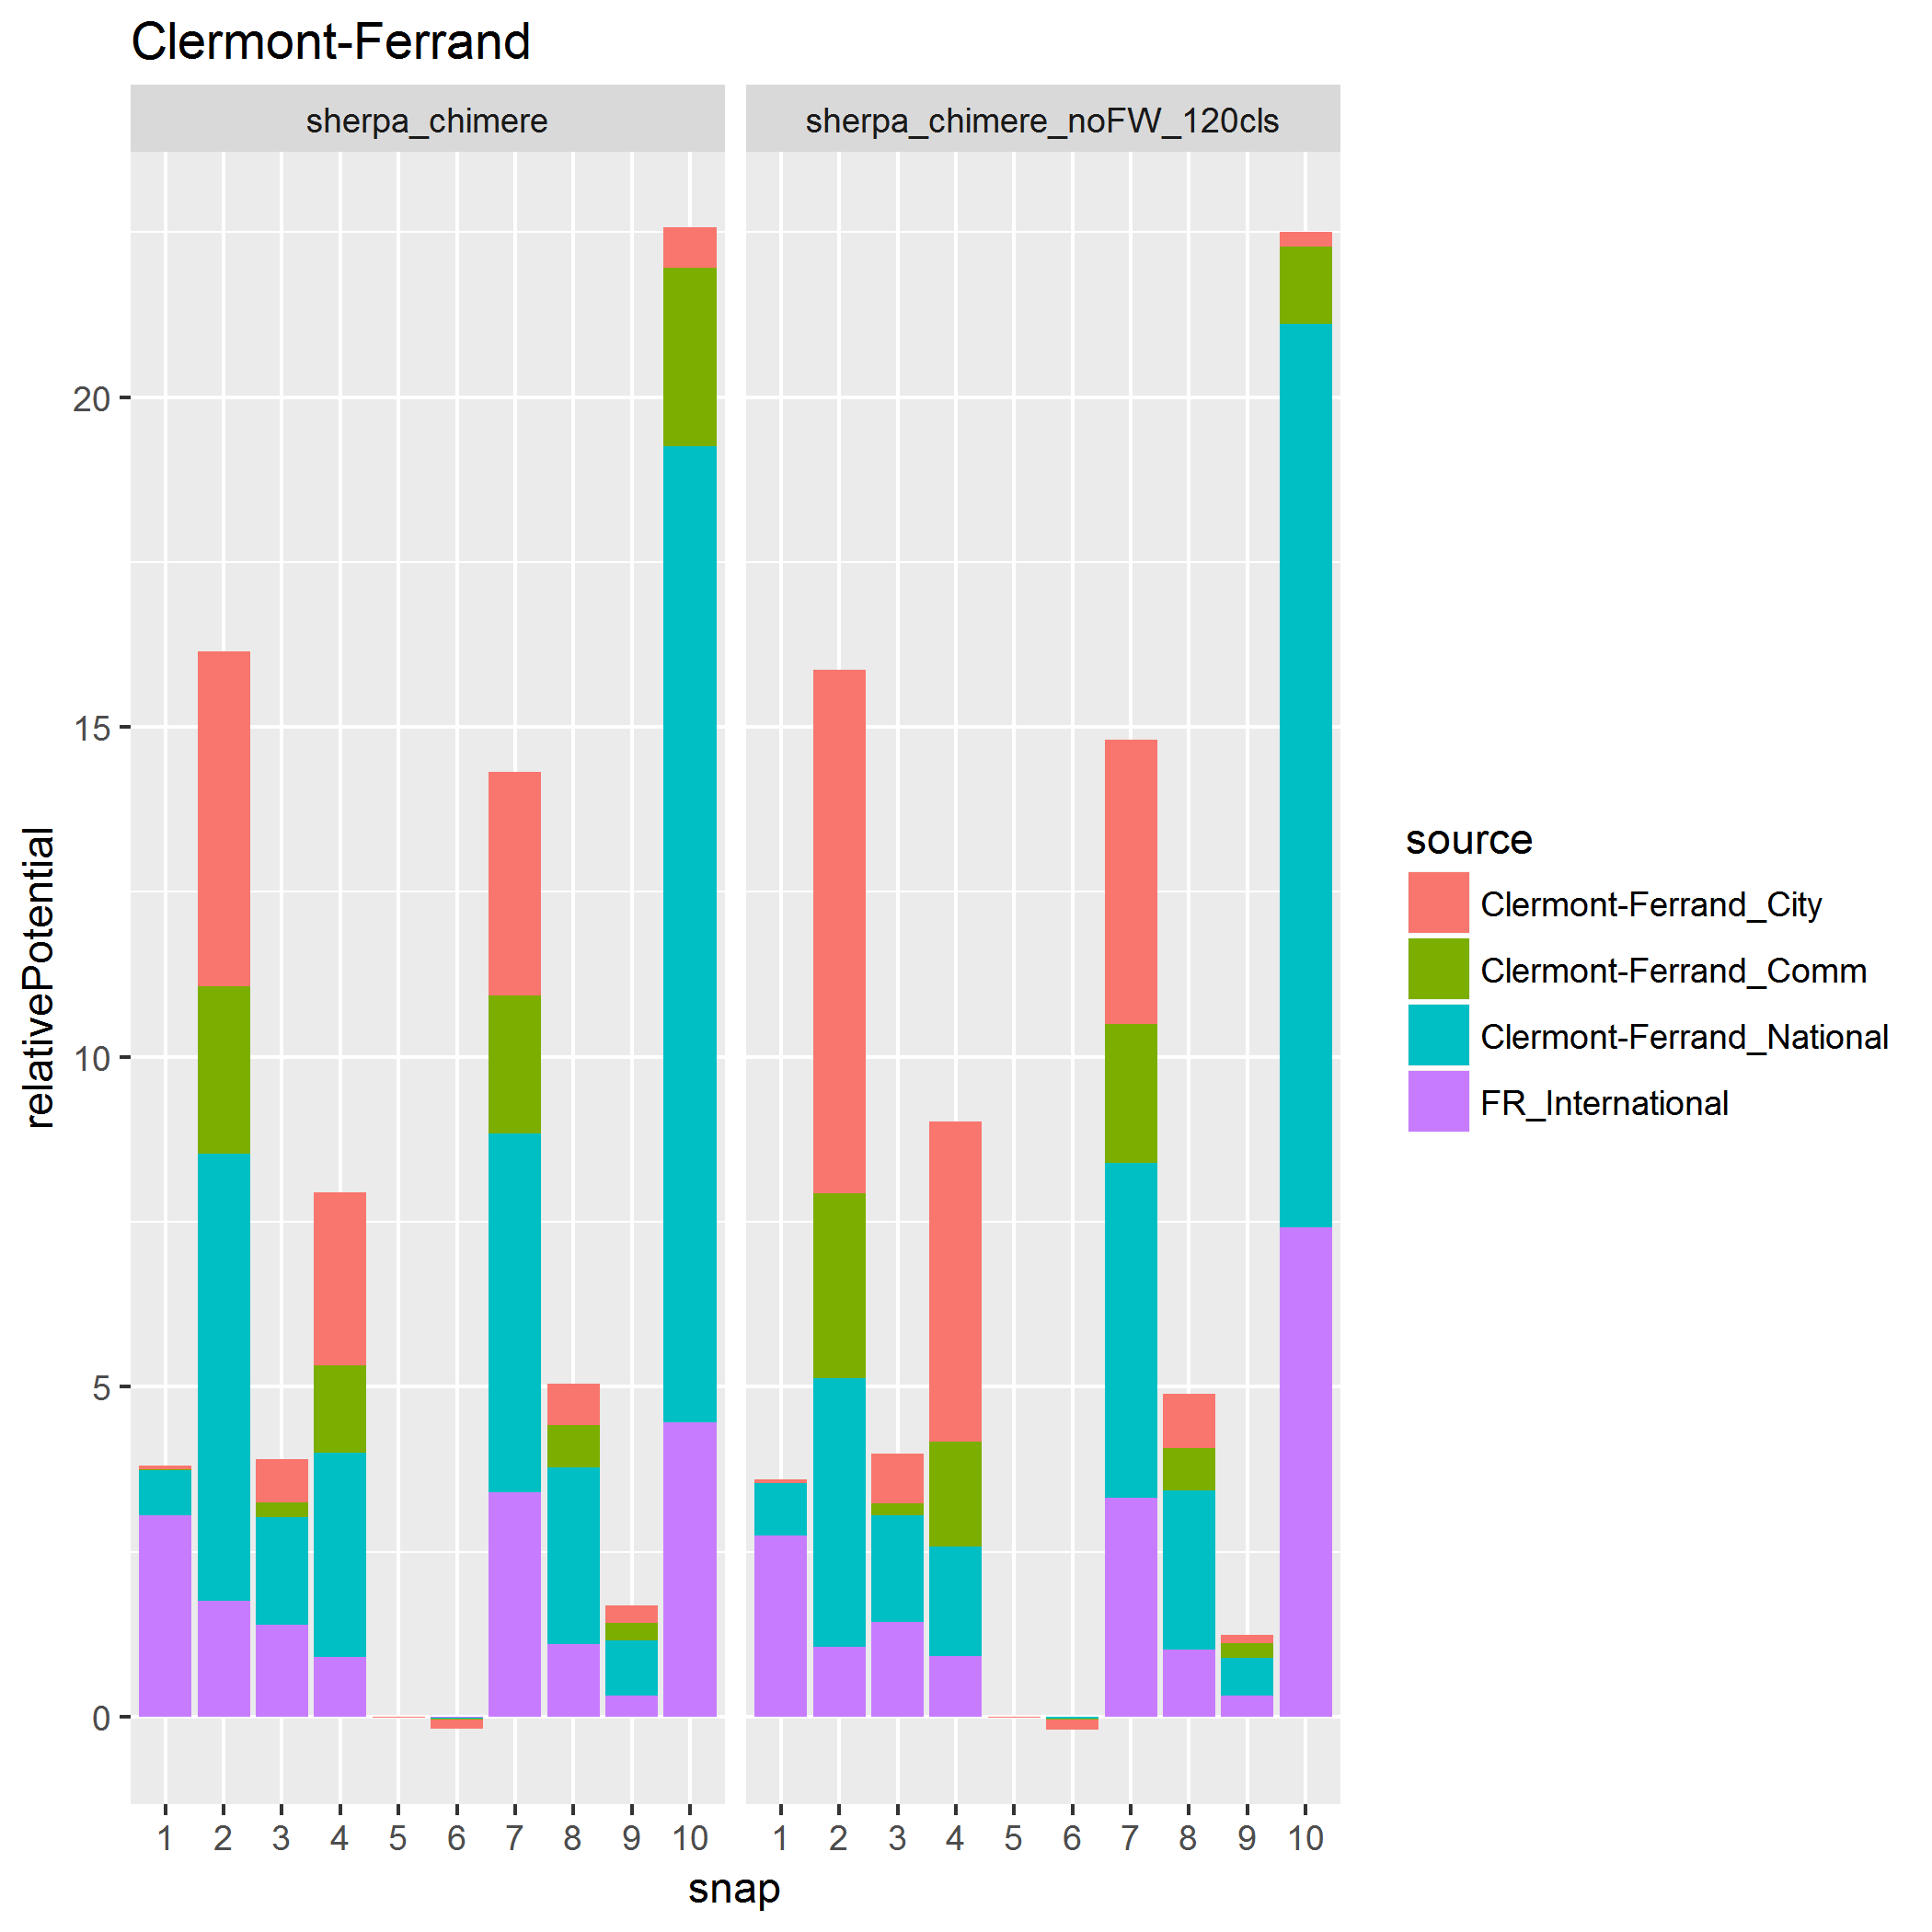 Clermont-Ferrand
sherpa_chimere
sherpa_chimere_noFW_120cls
relativePotential
20
15
10
5
0
1 2 3 4 5 6 7 8 9 10
1 2 3 4 5 6 7 8 9 10
snap
source
Clermont-Ferrand_City
Clermont-Ferrand_Comm
Clermont-Ferrand_National
FR_International